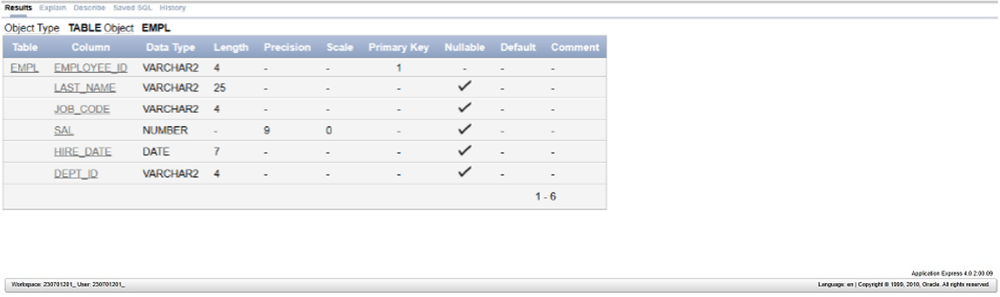 Results Explain Describe Saved SQL History
Object Type TABLE Object EMPL
Table Column Data Type Length Precision Scale Primary Key Nullable Default Comment
EMPL EMPLOYEE_ID VARCHAR2 4 - - 1 - - -
LAST_NAME VARCHAR2 25 - - - ✓ - -
JOB_CODE VARCHAR2 4 - - - ✓ - -
SAL NUMBER - 9 0 - ✓ - -
HIRE_DATE DATE 7 - - - ✓ - -
DEPT_ID VARCHAR2 4 - - - ✓ - -
1 - 6
Application Express 4.0.2.00.09
Workspace: 230701201_ User: 230701201_ Language: en | Copyright © 1999, 2010, Oracle. All rights reserved.